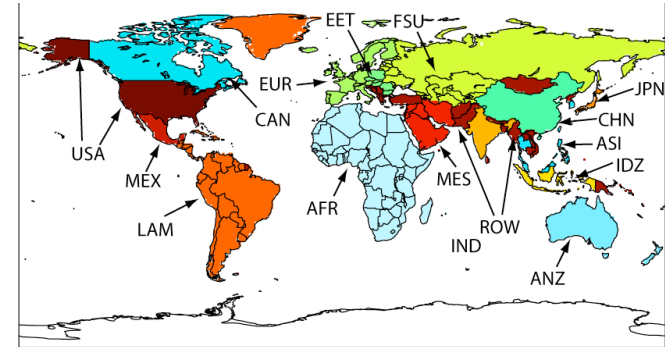 EET
FSU
EUR
JPN
CAN
CHN
USA
ASI
MEX
MES
IDZ
AFR
ROW
LAM
IND
ANZ